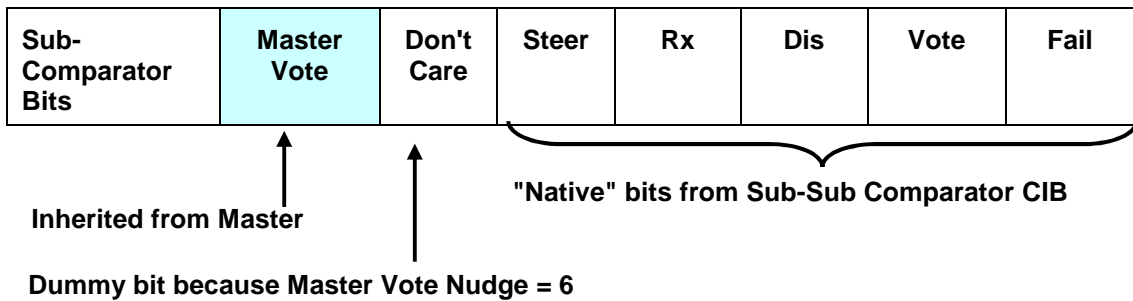 Sub-
Comparator
Bits
Master
Vote
Don't
Care
Steer
Rx
Dis
Vote
Fail
"Native" bits from Sub-Sub Comparator CIB
Inherited from Master
Dummy bit because Master Vote Nudge = 6